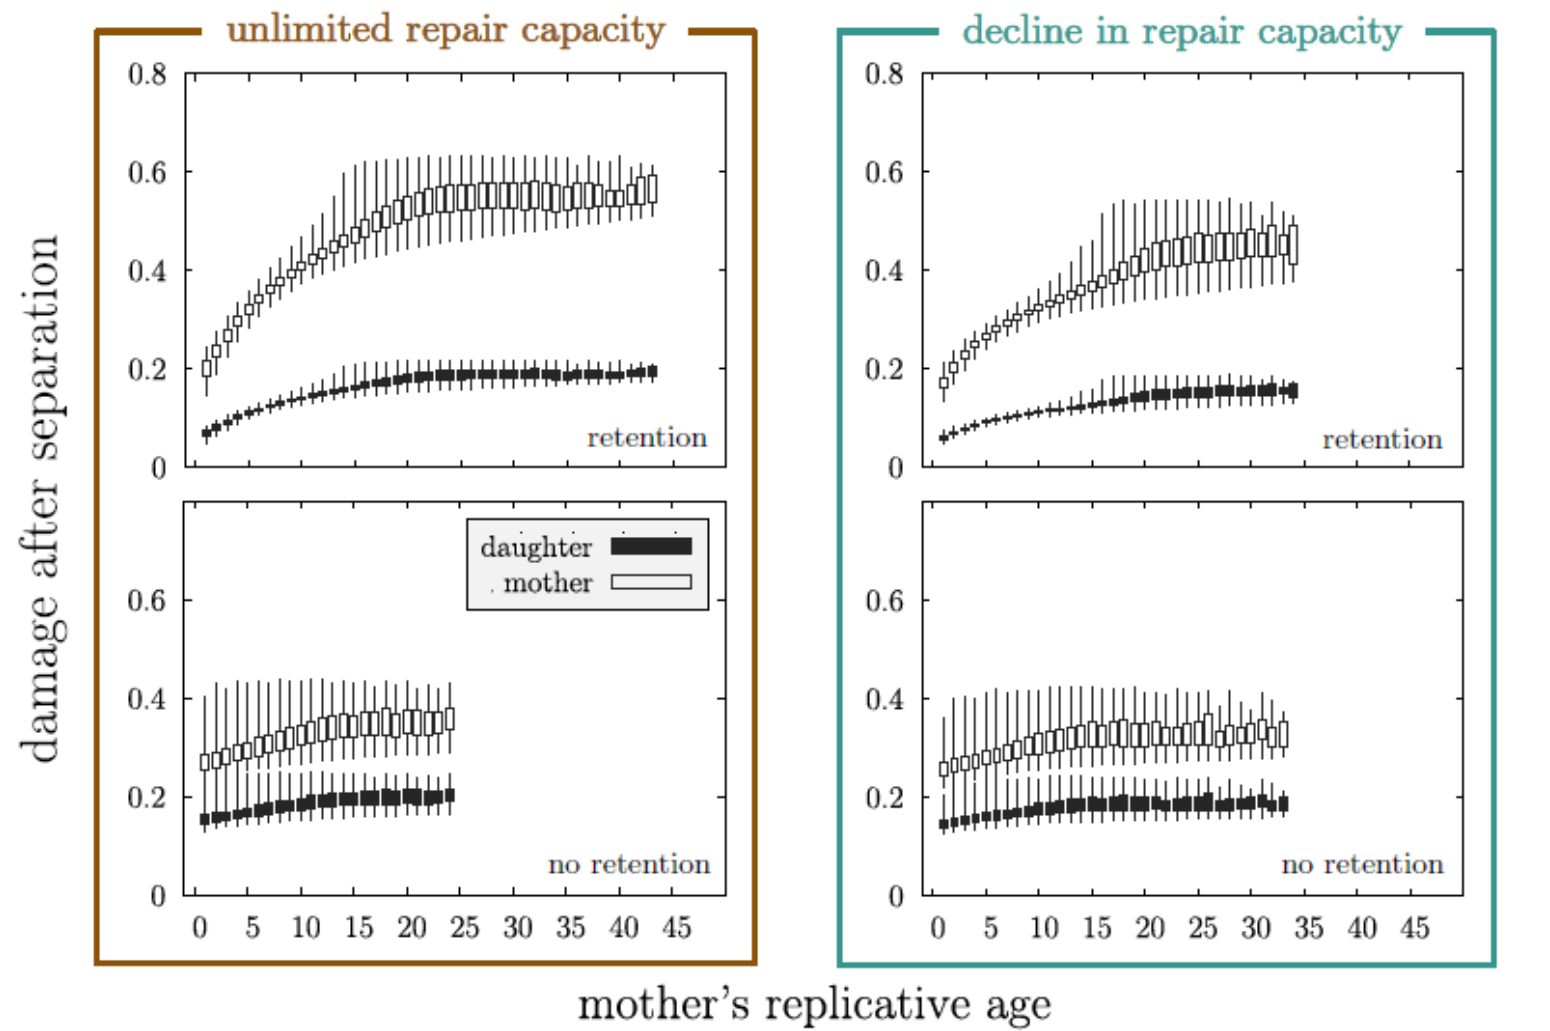 unlimited repair capacity
decline in repair capacity
damage after separation
0.8
0.6
0.4
0.2
0
retention
0.8
0.6
0.4
0.2
0
retention
daughter
mother
0.6
0.4
0.2
0
no retention
0 5 10 15 20 25 30 35 40 45
0.6
0.4
0.2
0
no retention
0 5 10 15 20 25 30 35 40 45
mother's replicative age